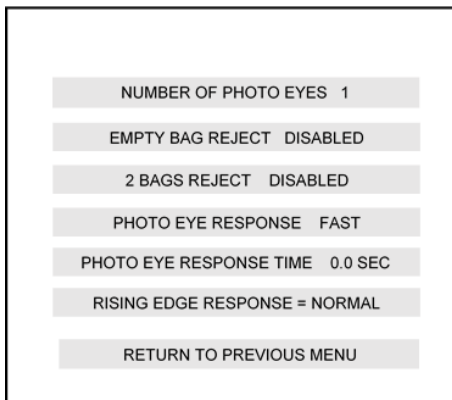 NUMBER OF PHOTO EYES 1
EMPTY BAG REJECT DISABLED
2 BAGS REJECT DISABLED
PHOTO EYE RESPONSE FAST
PHOTO EYE RESPONSE TIME 0.0 SEC
RISING EDGE RESPONSE = NORMAL
RETURN TO PREVIOUS MENU